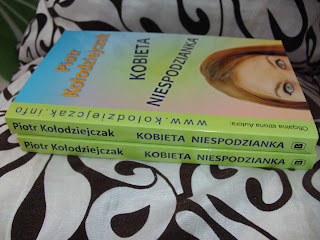 Piotr
Kołodziejczak
KOBIETA
NIESPODZIANKA
www.kolodziejczak.info
Oficjalna strona Autora:
Piotr Kołodziejczak KOBIETA NIESPODZIANKA
Piotr Kołodziejczak KOBIETA NIESPODZIANKA